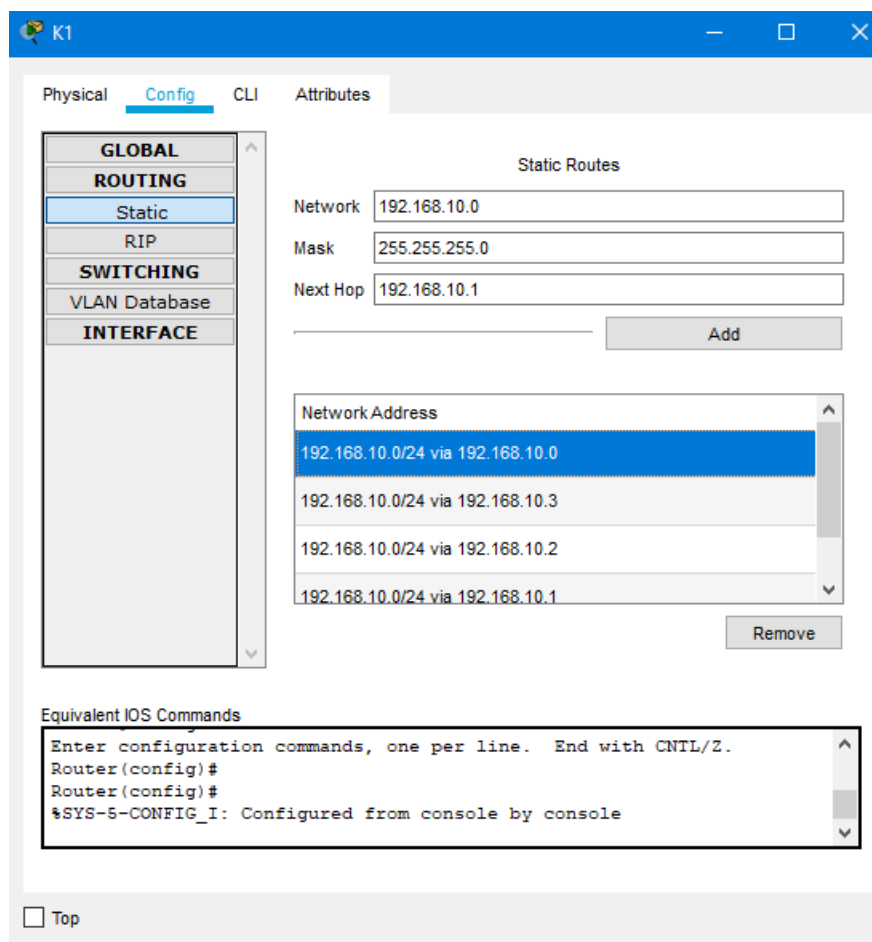 K1
Physical Config CLI Attributes
GLOBAL
ROUTING
Static
RIP
SWITCHING
VLAN Database
INTERFACE
Static Routes
Network 192.168.10.0
Mask 255.255.255.0
Next Hop 192.168.10.1
Add
Network Address
192.168.10.0/24 via 192.168.10.0
192.168.10.0/24 via 192.168.10.3
192.168.10.0/24 via 192.168.10.2
192.168.10.0/24 via 192.168.10.1
Remove
Equivalent IOS Commands
Enter configuration commands, one per line. End with CNTL/Z.
Router(config)#
Router(config)#
%SYS-5-CONFIG_I: Configured from console by console
Top